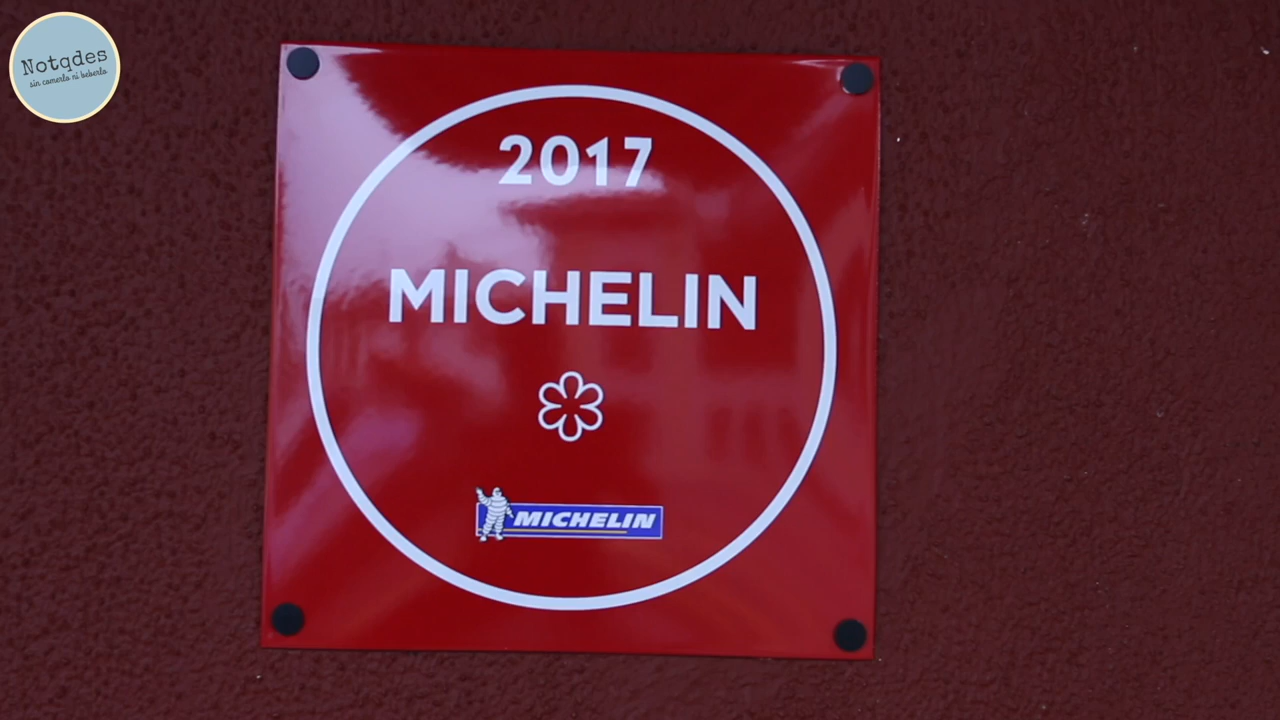 Notqdes
sin comerlo ni beberlo
2017
MICHELIN
MICHELIN